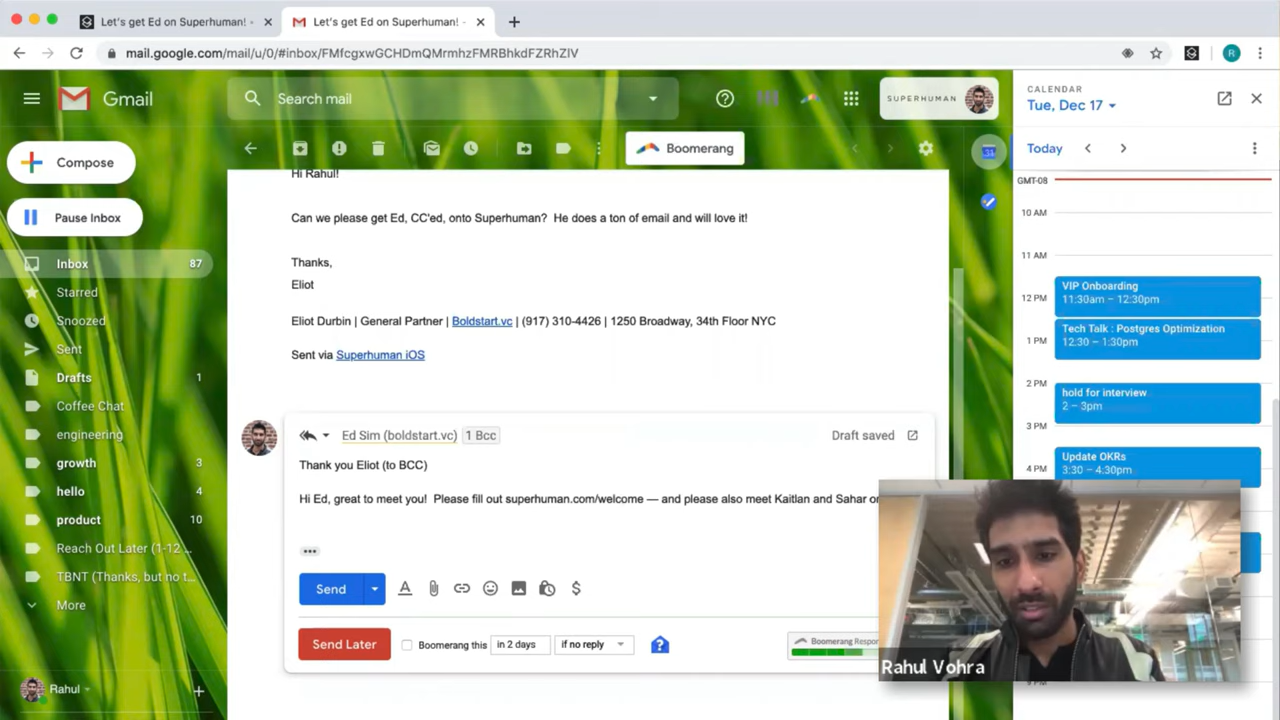 Let's get Ed on Superhuman! -
Let's get Ed on Superhuman! -
mail.google.com/mail/u/0/#inbox/FMfcgxwGCHDmQMrmhzFMRBhkdFZRhZIV
R
Gmail
Search mail
SUPERHUMAN
CALENDAR
Tue, Dec 17
Compose
Boomerang
31
Today
Hi Rahul!
GMT-08
Pause Inbox
Can we please get Ed, CC'ed, onto Superhuman?  He does a ton of email and will love it!
10 AM
Inbox 87
Thanks,
11 AM
Starred
Eliot
VIP Onboarding
11:30am – 12:30pm
12 PM
Snoozed
Eliot Durbin | General Partner | Boldstart.vc | (917) 310-4426 | 1250 Broadway, 34th Floor NYC
Tech Talk : Postgres Optimization
12:30 – 1:30pm
1 PM
Sent
Sent via Superhuman iOS
Drafts 1
2 PM
hold for interview
2 – 3pm
Coffee Chat
3 PM
engineering
Ed Sim (boldstart.vc) 1 Bcc
Draft saved
Update OKRs
3:30 – 4:30pm
4 PM
growth 3
Thank you Eliot (to BCC)
hello 4
Hi Ed, great to meet you!  Please fill out superhuman.com/welcome — and please also meet Kaitlan and Sahar
product 10
Reach Out Later (1-12 ...
TBNT (Thanks, but no t...
Send
More
Send Later
Boomerang this in 2 days if no reply
Boomerang
Rahul Vohra
Rahul